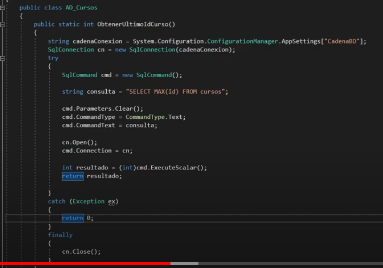 public class AD_Cursos
{
public static int ObtenerUltimoIdCurso()
{
string cadenaConexion = System.Configuration.ConfigurationManager.AppSettings["CadenaBD"];
SqlConnection cn = new SqlConnection(cadenaConexion);
try
{
SqlCommand cmd = new SqlCommand();
string consulta = "SELECT MAX(Id) FROM cursos";
cmd.Parameters.Clear();
cmd.CommandType = CommandType.Text;
cmd.CommandText = consulta;
cn.Open();
cmd.Connection = cn;
int resultado = (int)cmd.ExecuteScalar();
return resultado;
}
catch (Exception ex)
{
return 0;
}
finally
{
cn.Close();